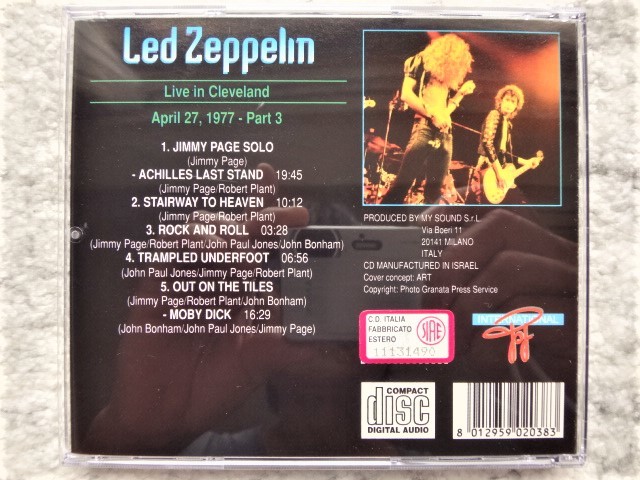 Led Zeppelin
Live in Cleveland
April 27, 1977 - Part 3
1. JIMMY PAGE SOLO
(Jimmy Page)
- ACHILLES LAST STAND 19:45
(Jimmy Page/Robert Plant)
2. STAIRWAY TO HEAVEN 10:12
(Jimmy Page/Robert Plant)
3. ROCK AND ROLL 03:28
(Jimmy Page/Robert Plant/John Paul Jones/John Bonham)
4. TRAMPLED UNDERFOOT 06:56
(John Paul Jones/Jimmy Page/Robert Plant)
5. OUT ON THE TILES
(Jimmy Page/Robert Plant/John Bonham)
- MOBY DICK 16:29
(John Bonham/John Paul Jones/Jimmy Page)
PRODUCED BY MY SOUND S.r.L
Via Boeri 11
20141 MILANO
ITALY
CD MANUFACTURED IN ISRAEL
Cover concept: ART
Copyright: Photo Granata Press Service
C.D. ITALIA
FABBRICATO
ESTERO
11131490
SIAE
INTERNATIONAL
COMPACT
disc
DIGITAL AUDIO
8 012959 020383